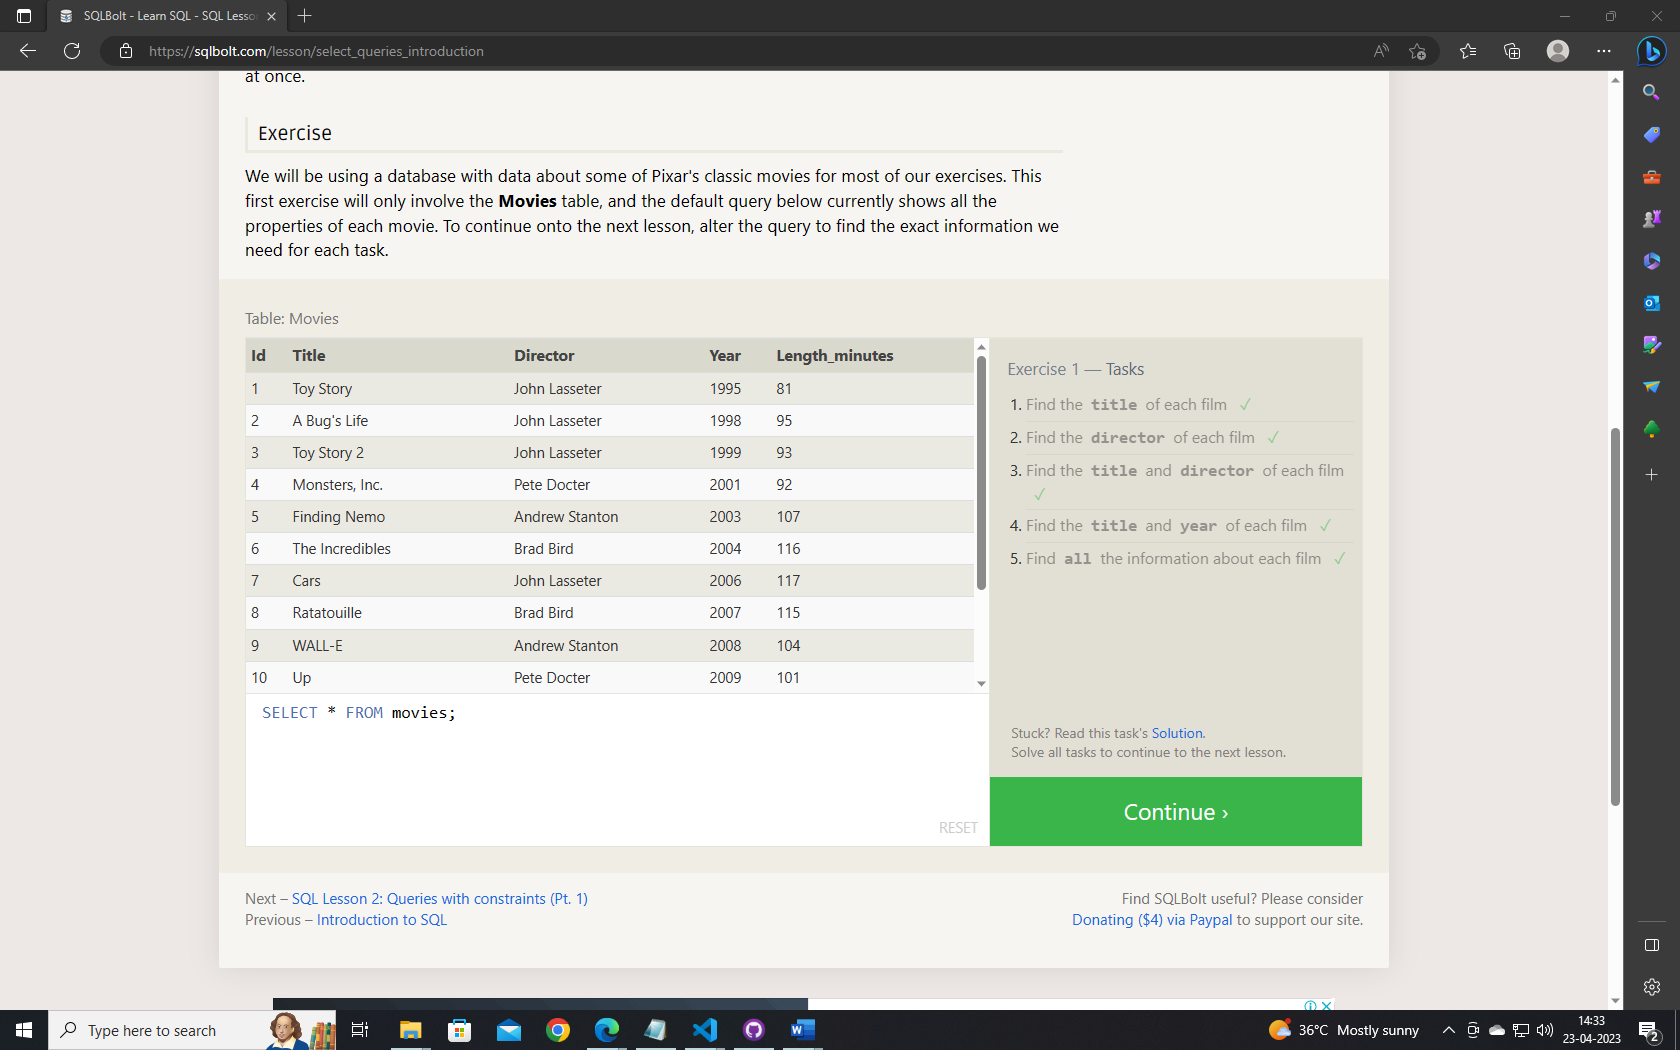 SQLBolt - Learn SQL - SQL Lesso
https://sqlbolt.com/lesson/select_queries_introduction
at once.
Exercise
We will be using a database with data about some of Pixar's classic movies for most of our exercises. This
first exercise will only involve the Movies table, and the default query below currently shows all the
properties of each movie. To continue onto the next lesson, alter the query to find the exact information we
need for each task.
Table: Movies
Id Title Director Year Length_minutes
1 Toy Story John Lasseter 1995 81
2 A Bug's Life John Lasseter 1998 95
3 Toy Story 2 John Lasseter 1999 93
4 Monsters, Inc. Pete Docter 2001 92
5 Finding Nemo Andrew Stanton 2003 107
6 The Incredibles Brad Bird 2004 116
7 Cars John Lasseter 2006 117
8 Ratatouille Brad Bird 2007 115
9 WALL-E Andrew Stanton 2008 104
10 Up Pete Docter 2009 101
SELECT * FROM movies;
RESET
Exercise 1 — Tasks
1. Find the title of each film ✓
2. Find the director of each film ✓
3. Find the title and director of each film
✓
4. Find the title and year of each film ✓
5. Find all the information about each film ✓
Stuck? Read this task's Solution.
Solve all tasks to continue to the next lesson.
Continue ›
Next – SQL Lesson 2: Queries with constraints (Pt. 1)
Previous – Introduction to SQL
Find SQLBolt useful? Please consider
Donating ($4) via Paypal to support our site.
Type here to search
36°C Mostly sunny
14:33
23-04-2023
2